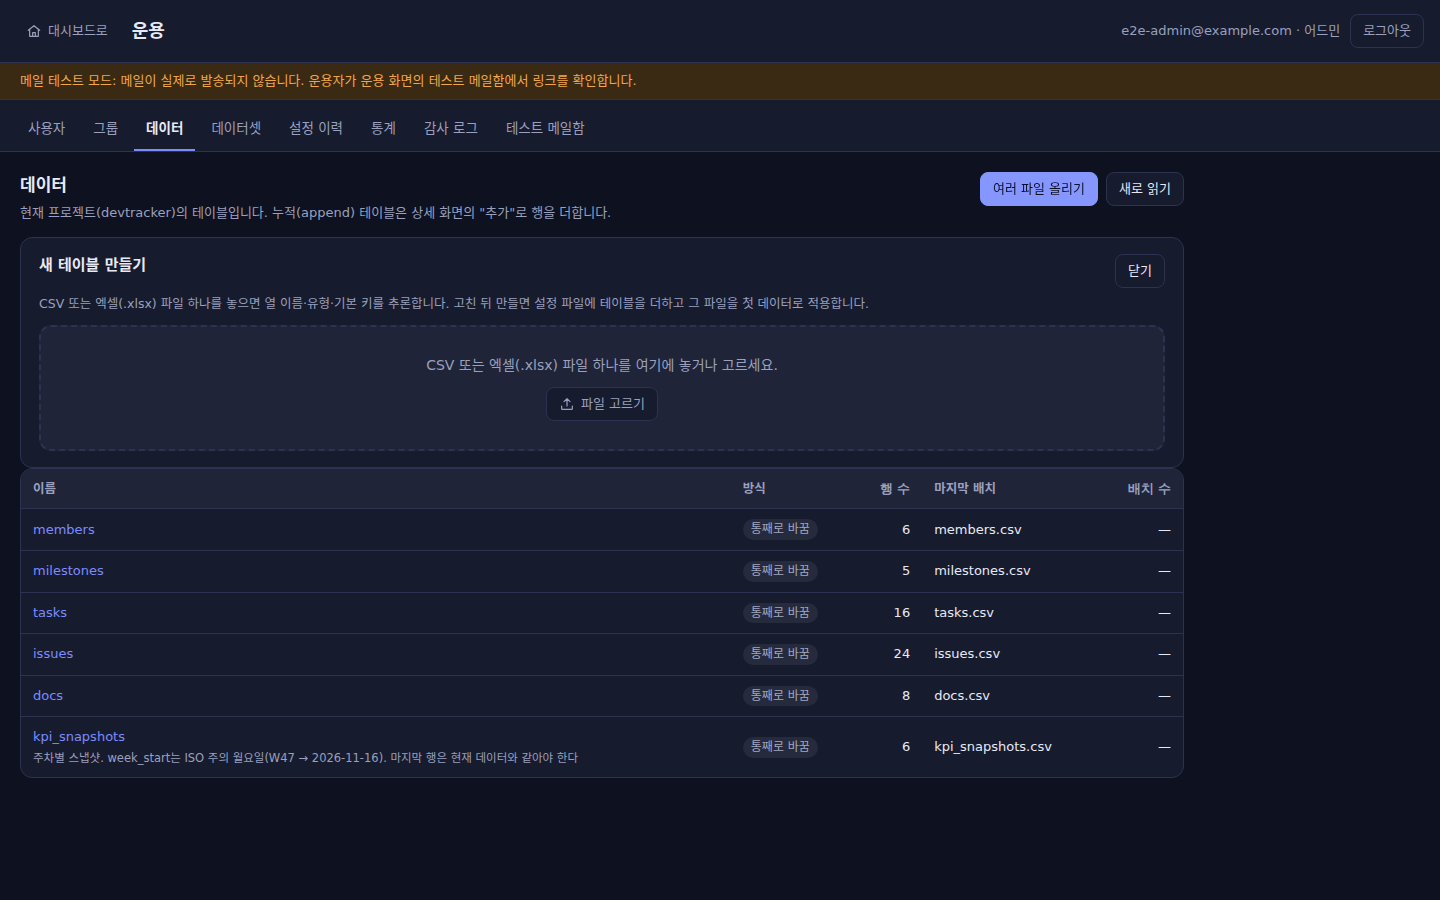 대시보드로
운용
e2e-admin@example.com · 어드민
로그아웃
메일 테스트 모드: 메일이 실제로 발송되지 않습니다. 운용자가 운용 화면의 테스트 메일함에서 링크를 확인합니다.
사용자 그룹 데이터 데이터셋 설정 이력 통계 감사 로그 테스트 메일함
데이터
여러 파일 올리기
새로 읽기
현재 프로젝트(devtracker)의 테이블입니다. 누적(append) 테이블은 상세 화면의 "추가"로 행을 더합니다.
새 테이블 만들기
닫기
CSV 또는 엑셀(.xlsx) 파일 하나를 놓으면 열 이름·유형·기본 키를 추론합니다. 고친 뒤 만들면 설정 파일에 테이블을 더하고 그 파일을 첫 데이터로 적용합니다.
CSV 또는 엑셀(.xlsx) 파일 하나를 여기에 놓거나 고르세요.
파일 고르기
이름 방식 행 수 마지막 배치 배치 수
members 통째로 바꿈 6 members.csv —
milestones 통째로 바꿈 5 milestones.csv —
tasks 통째로 바꿈 16 tasks.csv —
issues 통째로 바꿈 24 issues.csv —
docs 통째로 바꿈 8 docs.csv —
kpi_snapshots 통째로 바꿈 6 kpi_snapshots.csv —
주차별 스냅샷. week_start는 ISO 주의 월요일(W47 → 2026-11-16). 마지막 행은 현재 데이터와 같아야 한다